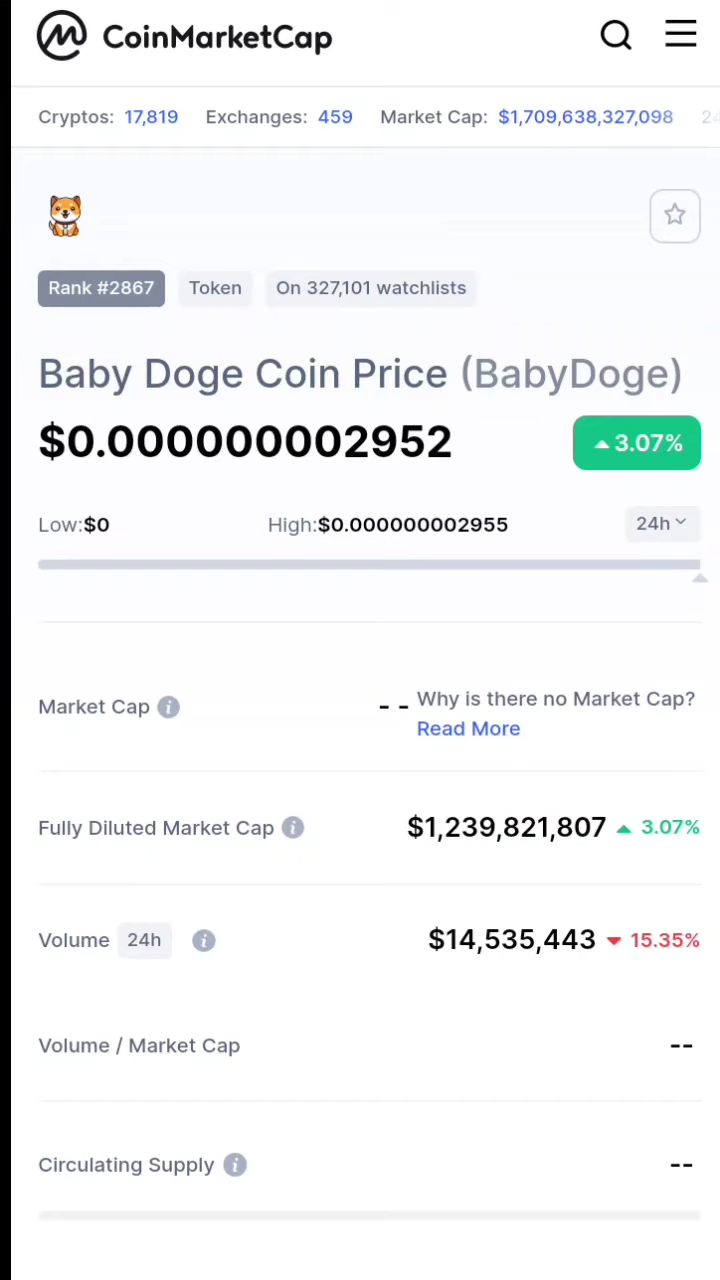 CoinMarketCap
Cryptos: 17,819 Exchanges: 459 Market Cap: $1,709,638,327,098 24
Rank #2867 Token On 327,101 watchlists
Baby Doge Coin Price (BabyDoge)
$0.000000002952 3.07%
Low:$0 High:$0.000000002955 24h
Market Cap -- Why is there no Market Cap?
Read More
Fully Diluted Market Cap $1,239,821,807 3.07%
Volume 24h $14,535,443 15.35%
Volume / Market Cap --
Circulating Supply --